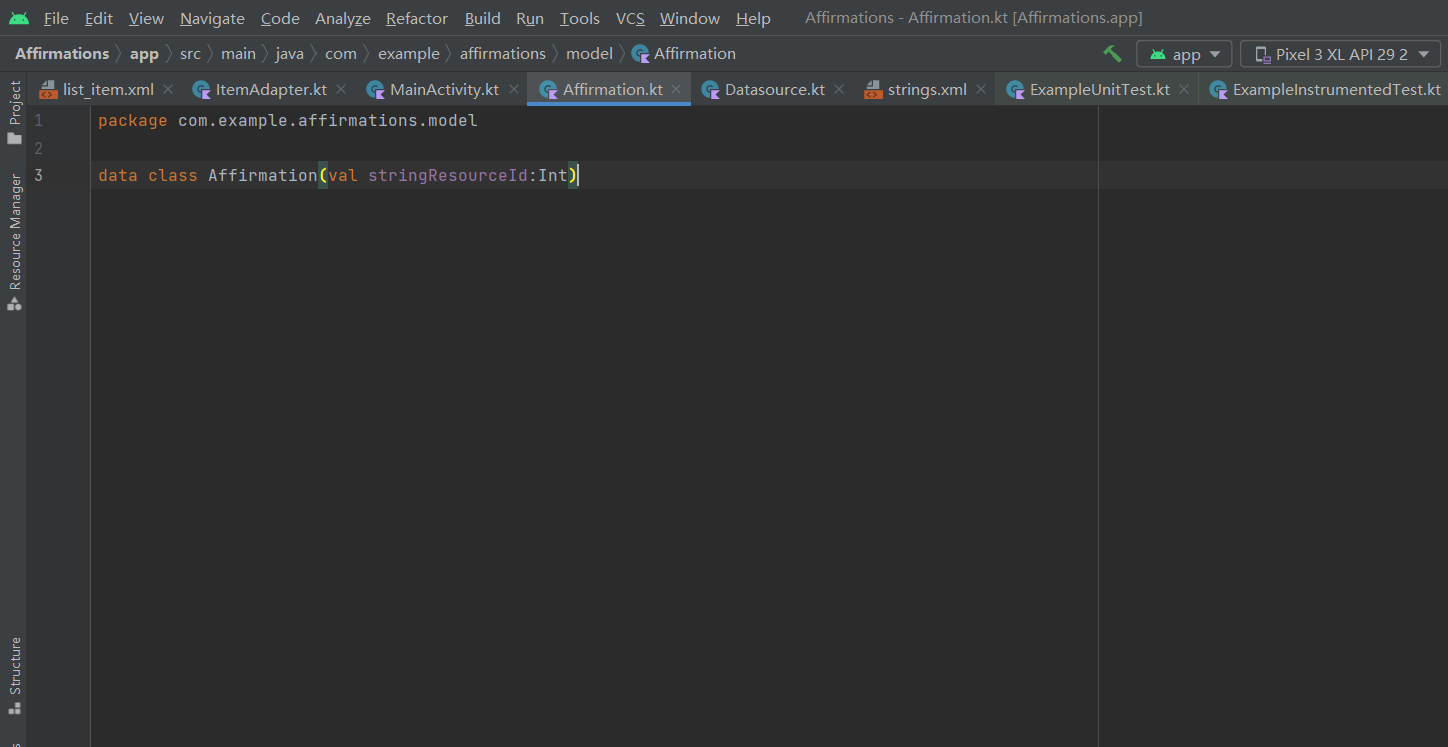 File Edit View Navigate Code Analyze Refactor Build Run Tools VCS Window Help Affirmations - Affirmation.kt [Affirmations.app]
Affirmations app src main java com example affirmations model Affirmation app Pixel 3 XL API 29 2
list_item.xml ItemAdapter.kt MainActivity.kt Affirmation.kt Datasource.kt strings.xml ExampleUnitTest.kt ExampleInstrumentedTest.kt
Project
Resource Manager
Structure
1 package com.example.affirmations.model
2
3 data class Affirmation(val stringResourceId:Int)